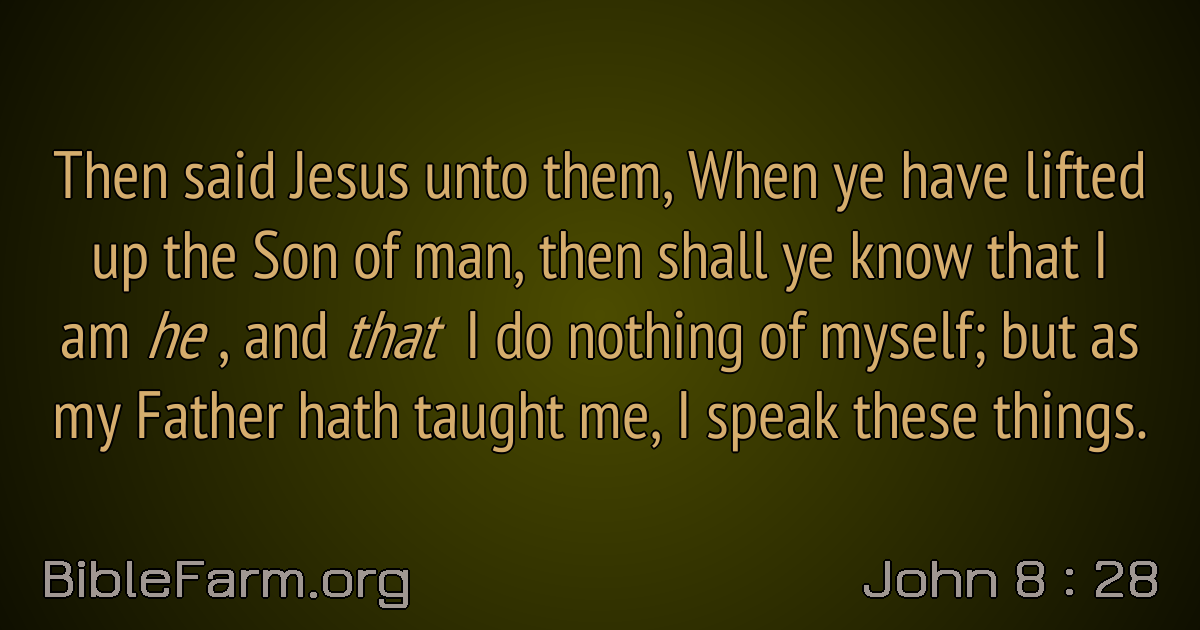 Then said Jesus unto them, When ye have lifted
up the Son of man, then shall ye know that I
am he , and that I do nothing of myself; but as
my Father hath taught me, I speak these things.
BibleFarm.org
John 8 : 28